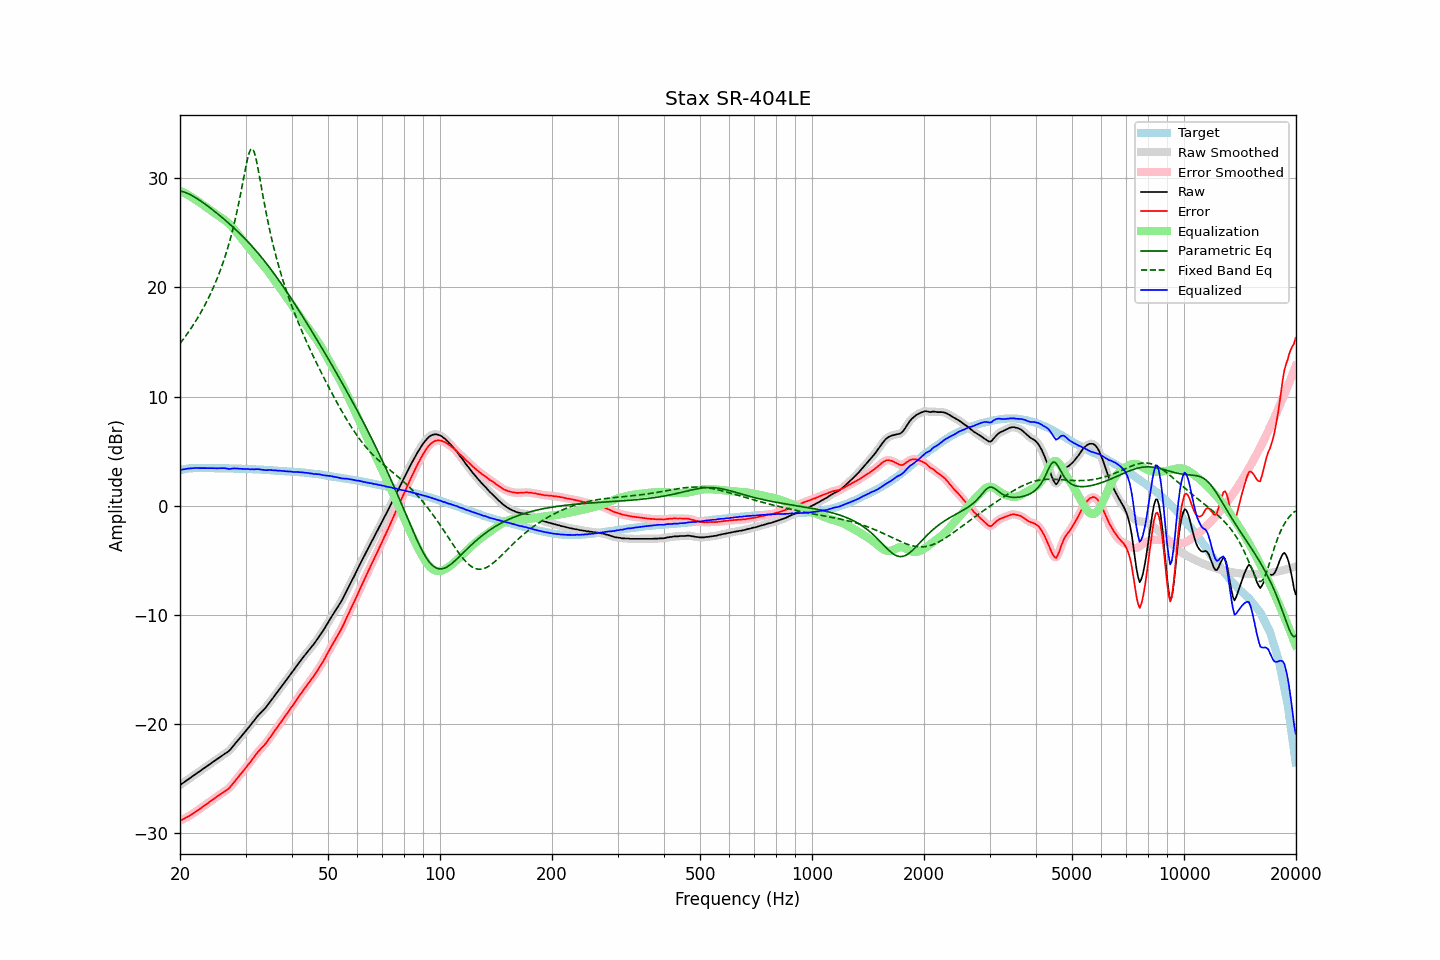 Stax SR-404LE
Target
Raw Smoothed
Error Smoothed
Raw
Error
Equalization
Parametric Eq
Fixed Band Eq
Equalized
Amplitude (dBr)
30
20
10
0
−10
−20
−30
20 50 100 200 500 1000 2000 5000 10000 20000
Frequency (Hz)